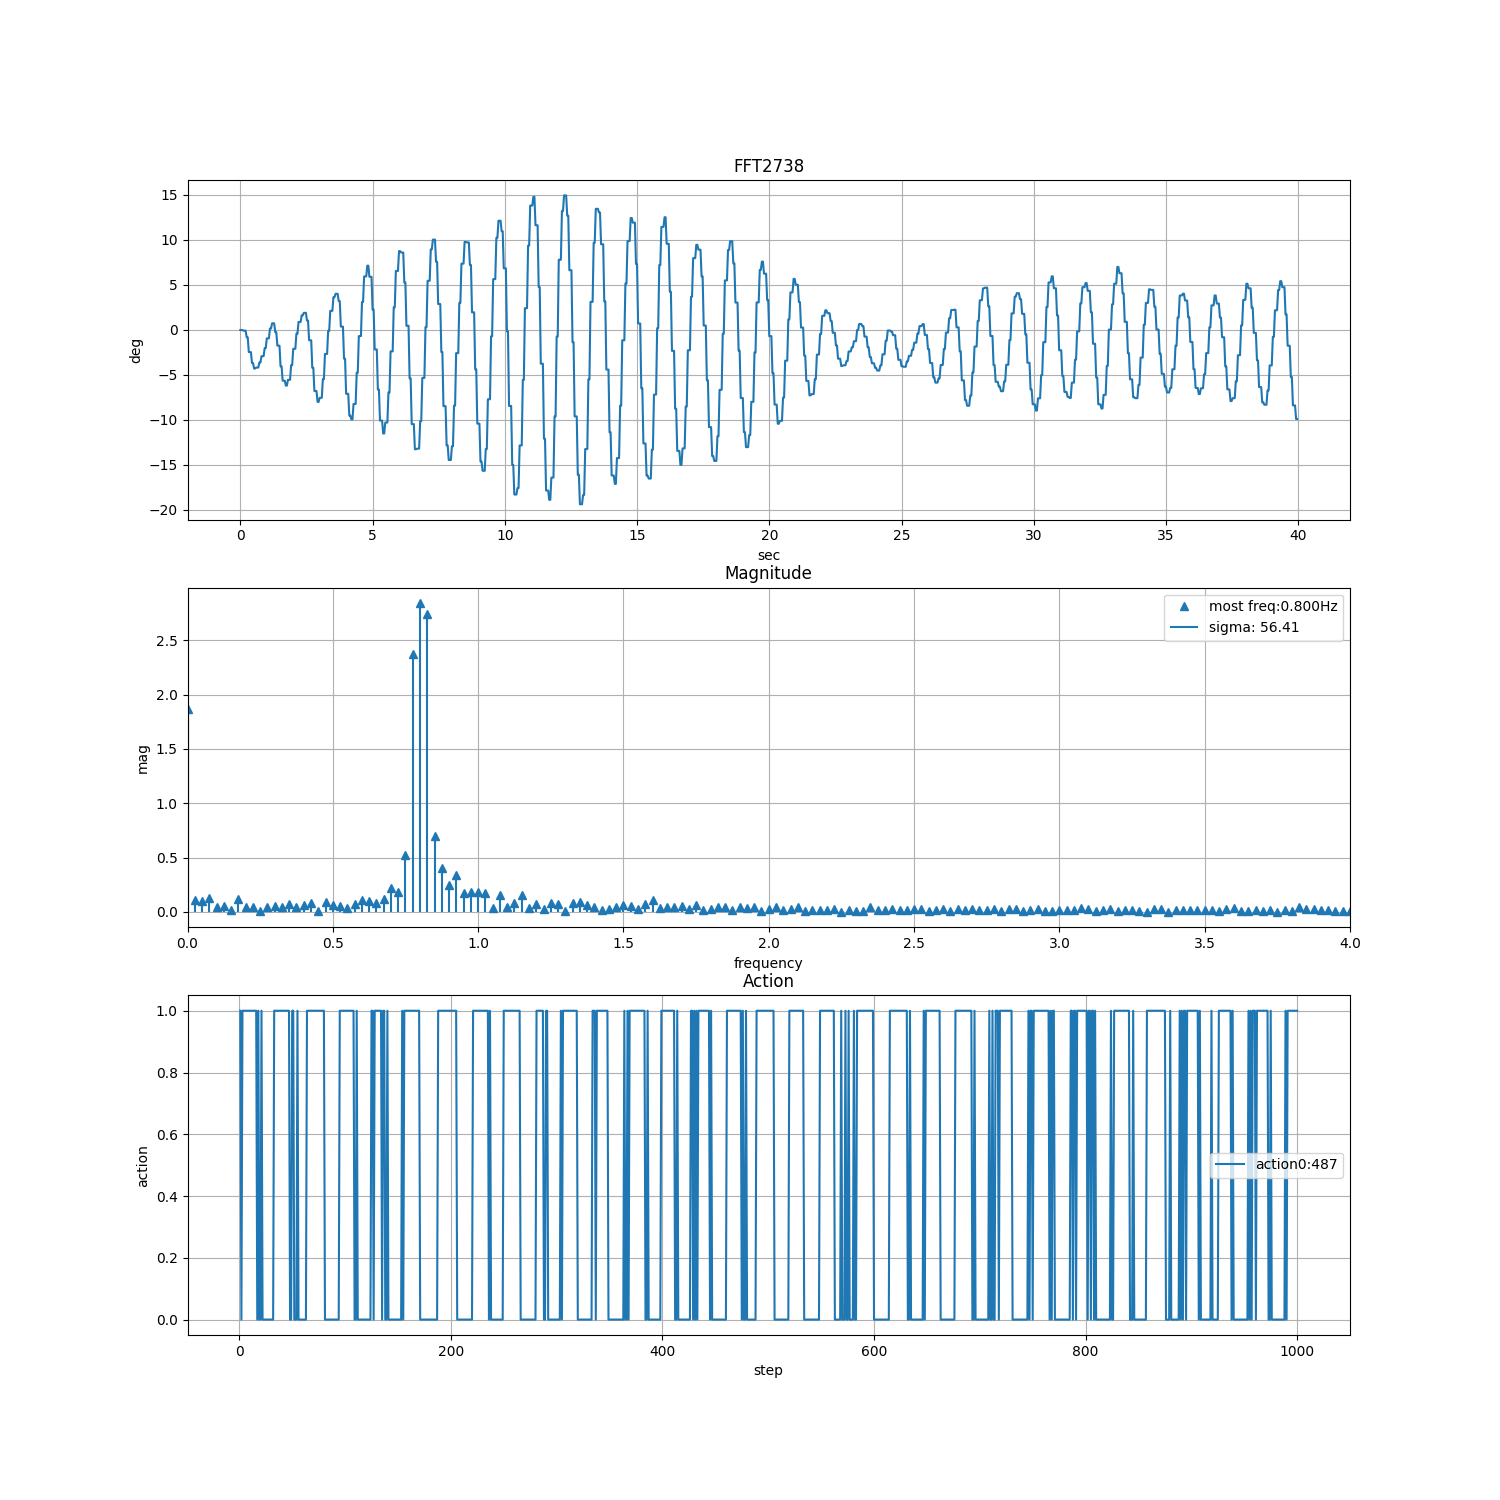 FFT2738
15
10
5
0
−5
−10
−15
−20
deg
0 5 10 15 20 25 30 35 40
sec
Magnitude
2.5
2.0
1.5
1.0
0.5
0.0
mag
most freq:0.800Hz
sigma: 56.41
0.0 0.5 1.0 1.5 2.0 2.5 3.0 3.5 4.0
frequency
Action
1.0
0.8
0.6
0.4
0.2
0.0
action
action0:487
0 200 400 600 800 1000
step